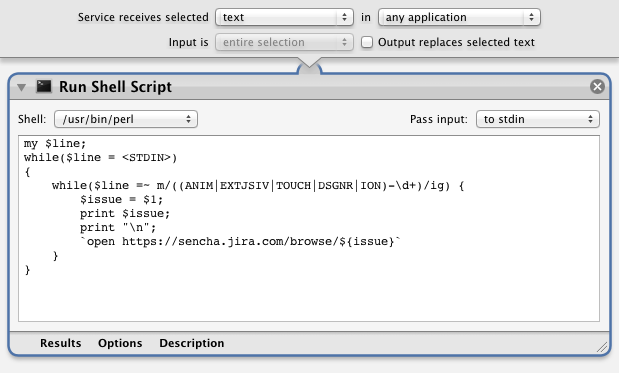 Service receives selected text in any application
Input is entire selection Output replaces selected text
Run Shell Script
Shell: /usr/bin/perl Pass input: to stdin
my $line;
while($line = <STDIN>)
{
    while($line =~ m/((ANIM|EXTJSIV|TOUCH|DSGNR|ION)-\d+)/ig) {
        $issue = $1;
        print $issue;
        print "\n";
        `open https://sencha.jira.com/browse/${issue}`
    }
}
Results Options Description